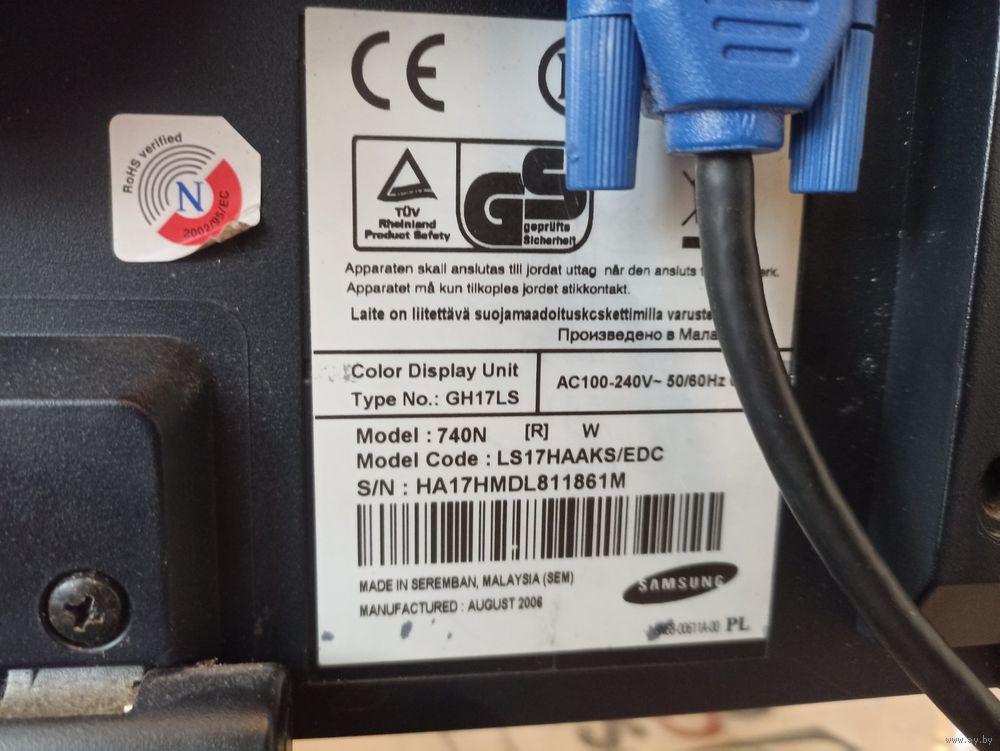 CE
RoHS verified
N
2002/95/EC
TÜV
Rheinland
Product Safety
GS
geprüfte
Sicherheit
Apparaten skall anslutas till jordat uttag när den ansluts
Apparatet må kun tilkoples jordet stikkontakt.
Laite on liitettävä suojamaadoituskoskettimilla
Произведено в
Color Display Unit
Type No.: GH17LS
AC100-240V~ 50/60Hz
Model : 740N [R] W
Model Code : LS17HAAKS/EDC
S/N : HA17HMDL811861M
MADE IN SEREMBAN, MALAYSIA (SEM)
MANUFACTURED : AUGUST 2006
SAMSUNG
PL
www.ay.by